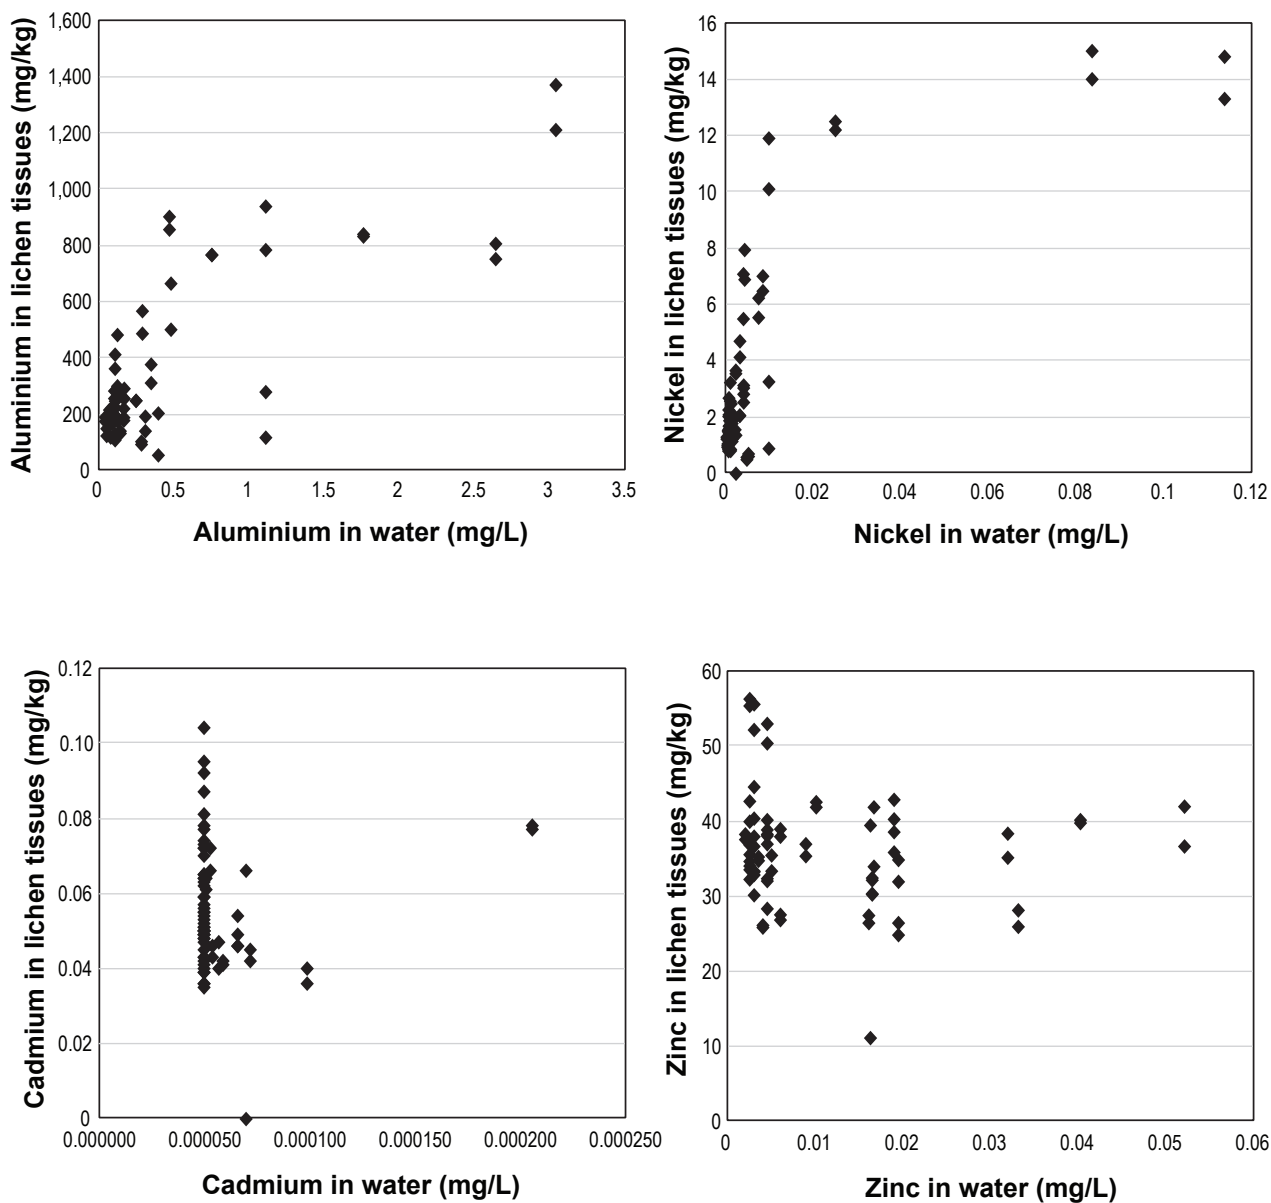 Aluminium in lichen tissues (mg/kg)
1,600
1,400
1,200
1,000
800
600
400
200
0
0 0.5 1 1.5 2 2.5 3 3.5
Aluminium in water (mg/L)
Nickel in lichen tissues (mg/kg)
16
14
12
10
8
6
4
2
0
0 0.02 0.04 0.06 0.08 0.1 0.12
Nickel in water (mg/L)
Cadmium in lichen tissues (mg/kg)
0.12
0.10
0.08
0.06
0.04
0.02
0
0.000000 0.000050 0.000100 0.000150 0.000200 0.000250
Cadmium in water (mg/L)
Zinc in lichen tissues (mg/kg)
60
50
40
30
20
10
0
0 0.01 0.02 0.03 0.04 0.05 0.06
Zinc in water (mg/L)